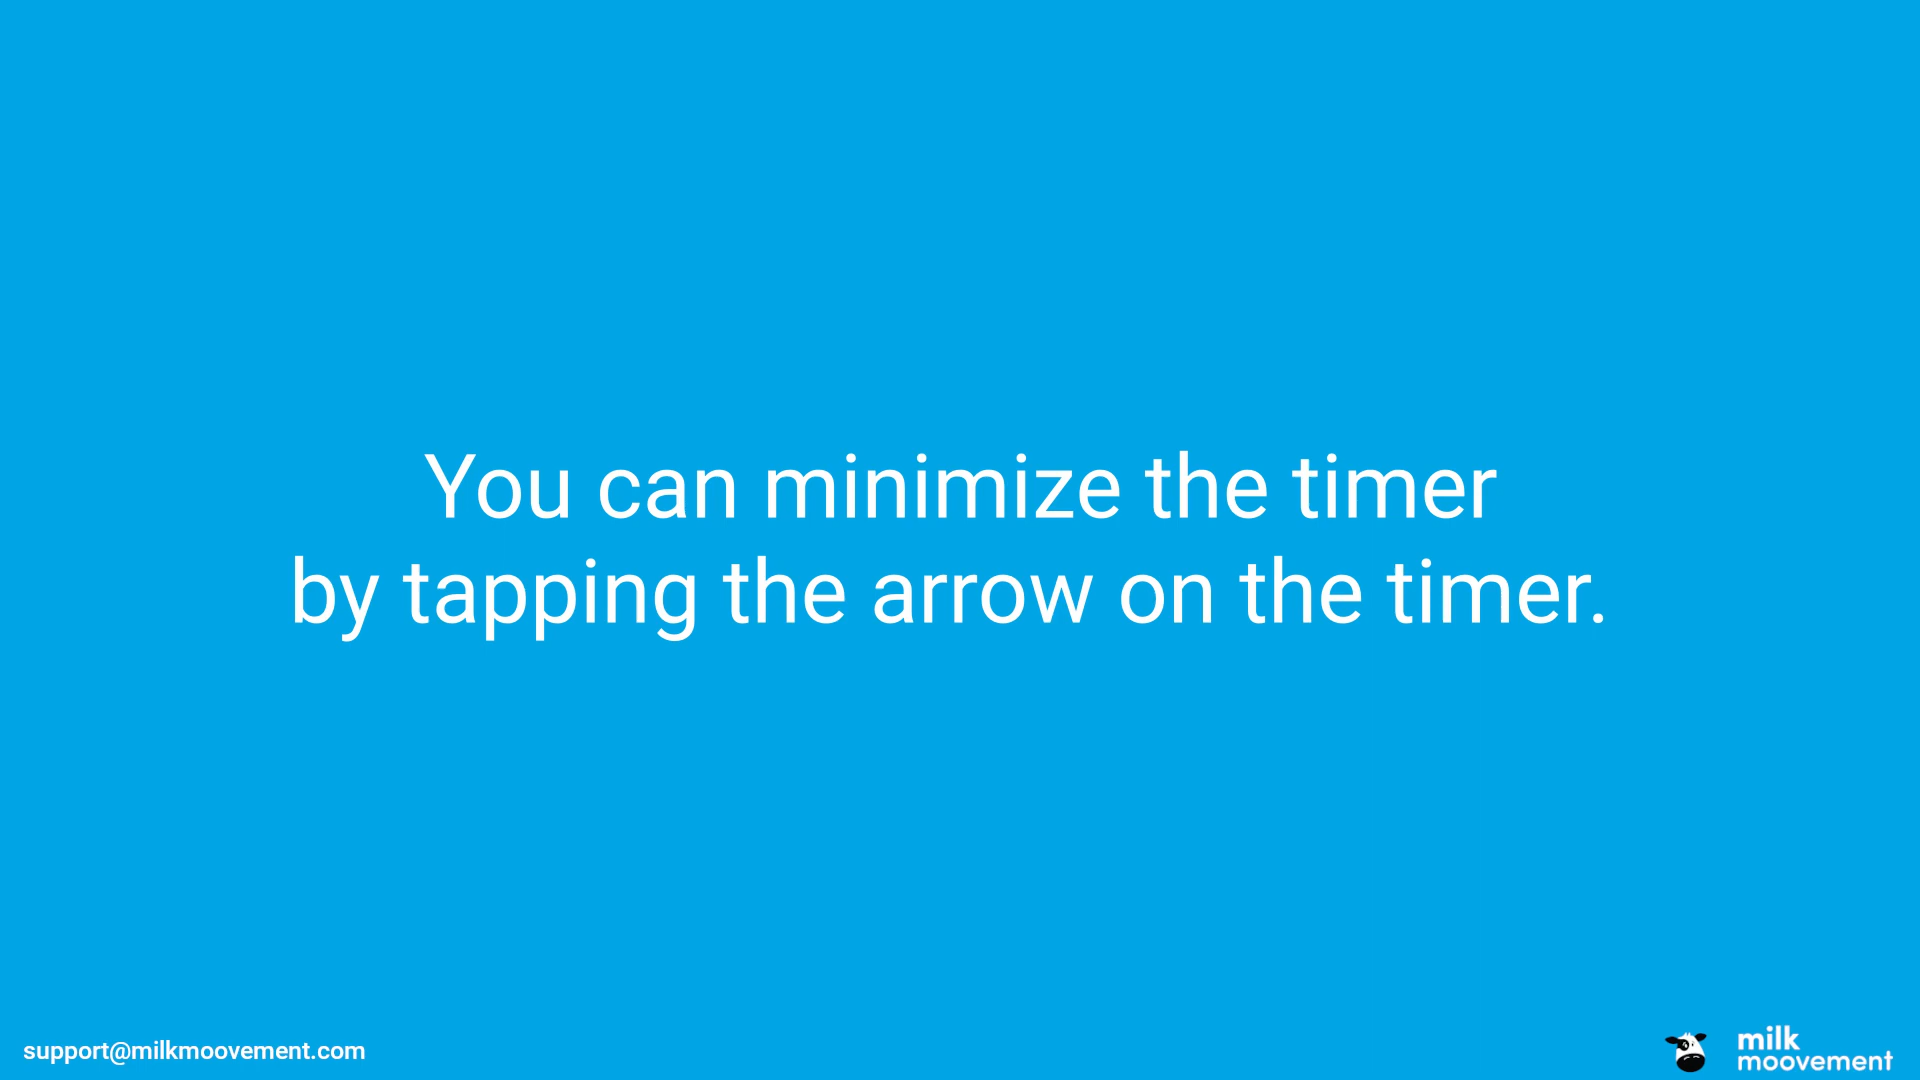 You can minimize the timer
by tapping the arrow on the timer.
support@milkmoovement.com
milk
moovement